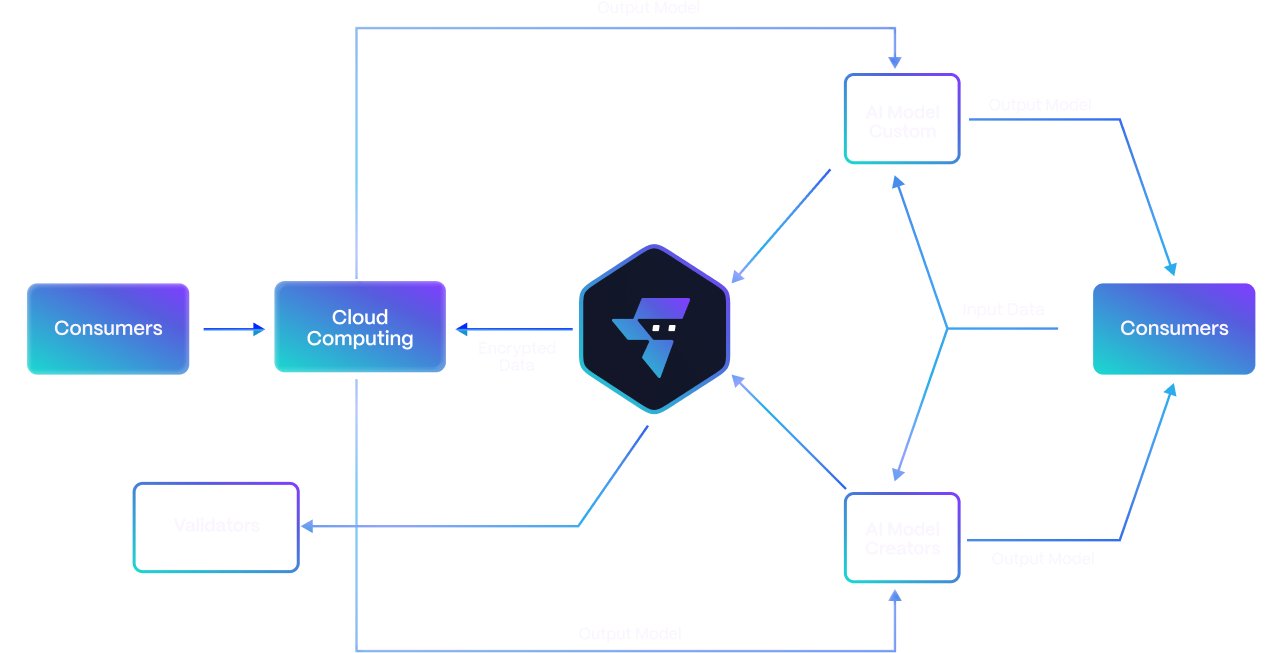 Output Model
AI Model
Custom
Output Model
Consumers
Cloud
Computing
Encrypted
Data
Input Data
Consumers
Validators
AI Model
Creators
Output Model
Output Model